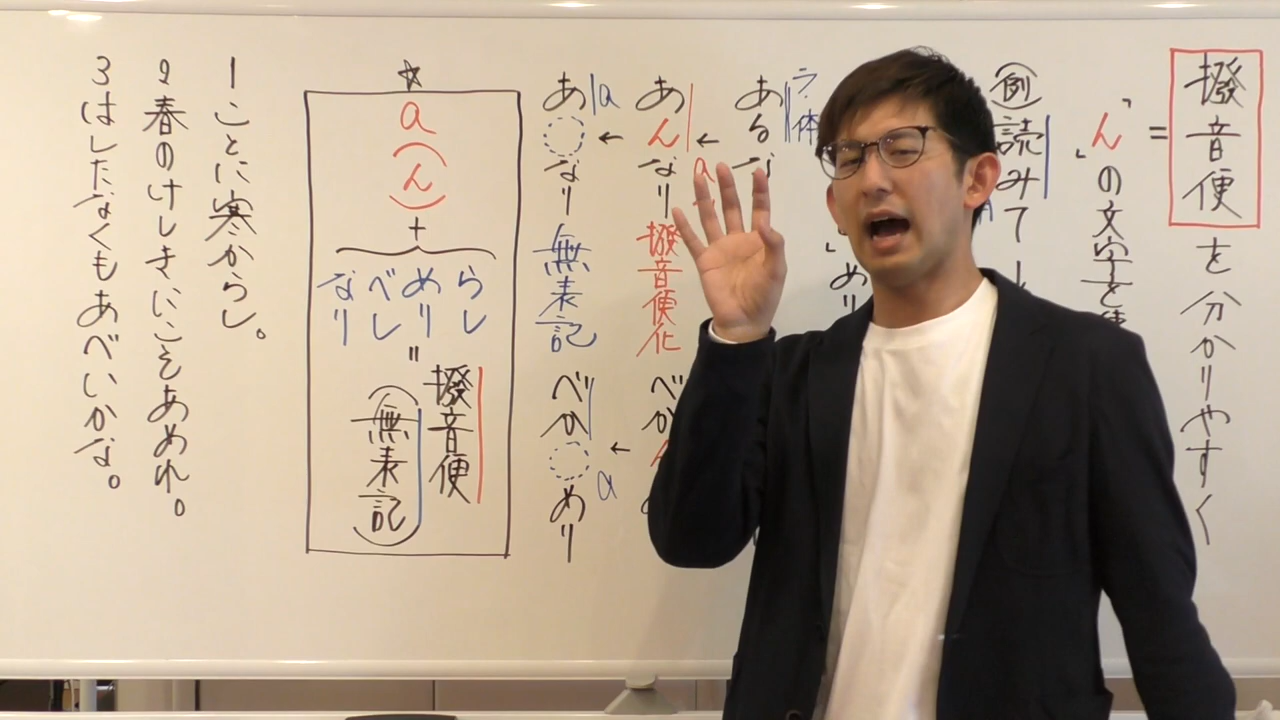 撥音便を分かりやすく
=「ん」の文字を
(例)読みて
ラ・体
」めり
あるな
a
あんなり 撥音便化 べか
←
あ◌なり 無表記 べか◌めり
a ← ← a
☆
a(ん)
+
らし
めり
べし
なり
=
撥音便
(無表記)
1 ことに寒からし。
2 春のけしきにこそあめれ。
3 はしたなくもあべいかな。